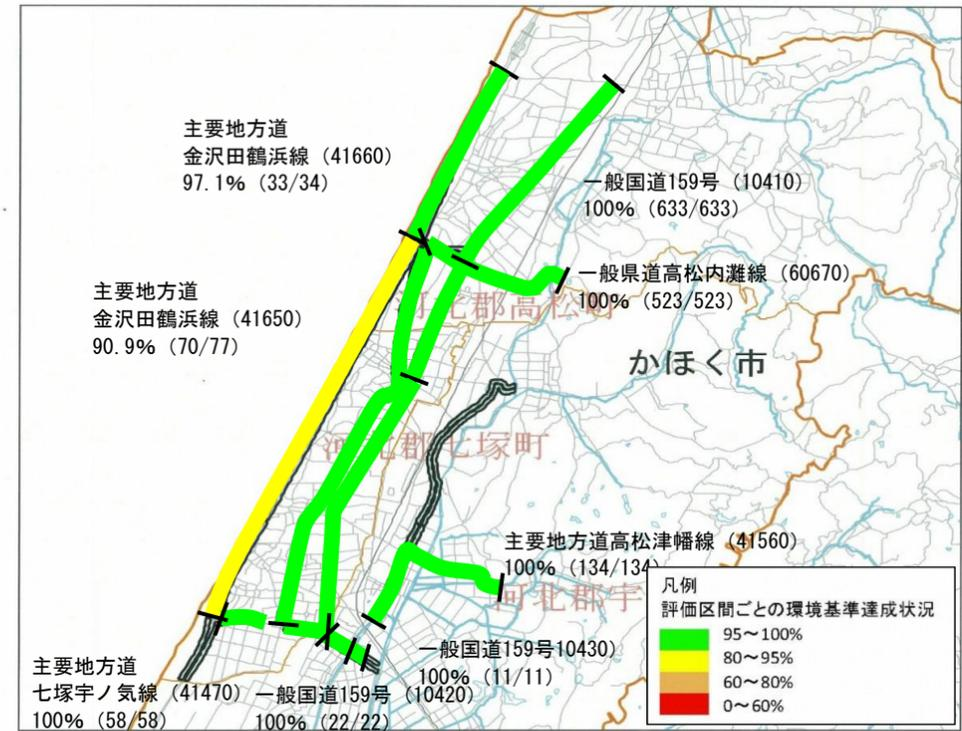 主要地方道
金沢田鶴浜線（41660）
97.1%（33/34）
一般国道159号（10410）
100%（633/633）
一般県道高松内灘線（60670）
100%（523/523）
河北郡高松町
主要地方道
金沢田鶴浜線（41650）
90.9%（70/77）
かほく市
河北郡七塚町
主要地方道高松津幡線（41560）
100%（134/134）
河北郡宇
凡例
評価区間ごとの環境基準達成状況
95～100%
80～95%
60～80%
0～60%
一般国道159号10430）
100%（11/11）
主要地方道
七塚宇ノ気線（41470）
100%（58/58）
一般国道159号（10420）
100%（22/22）